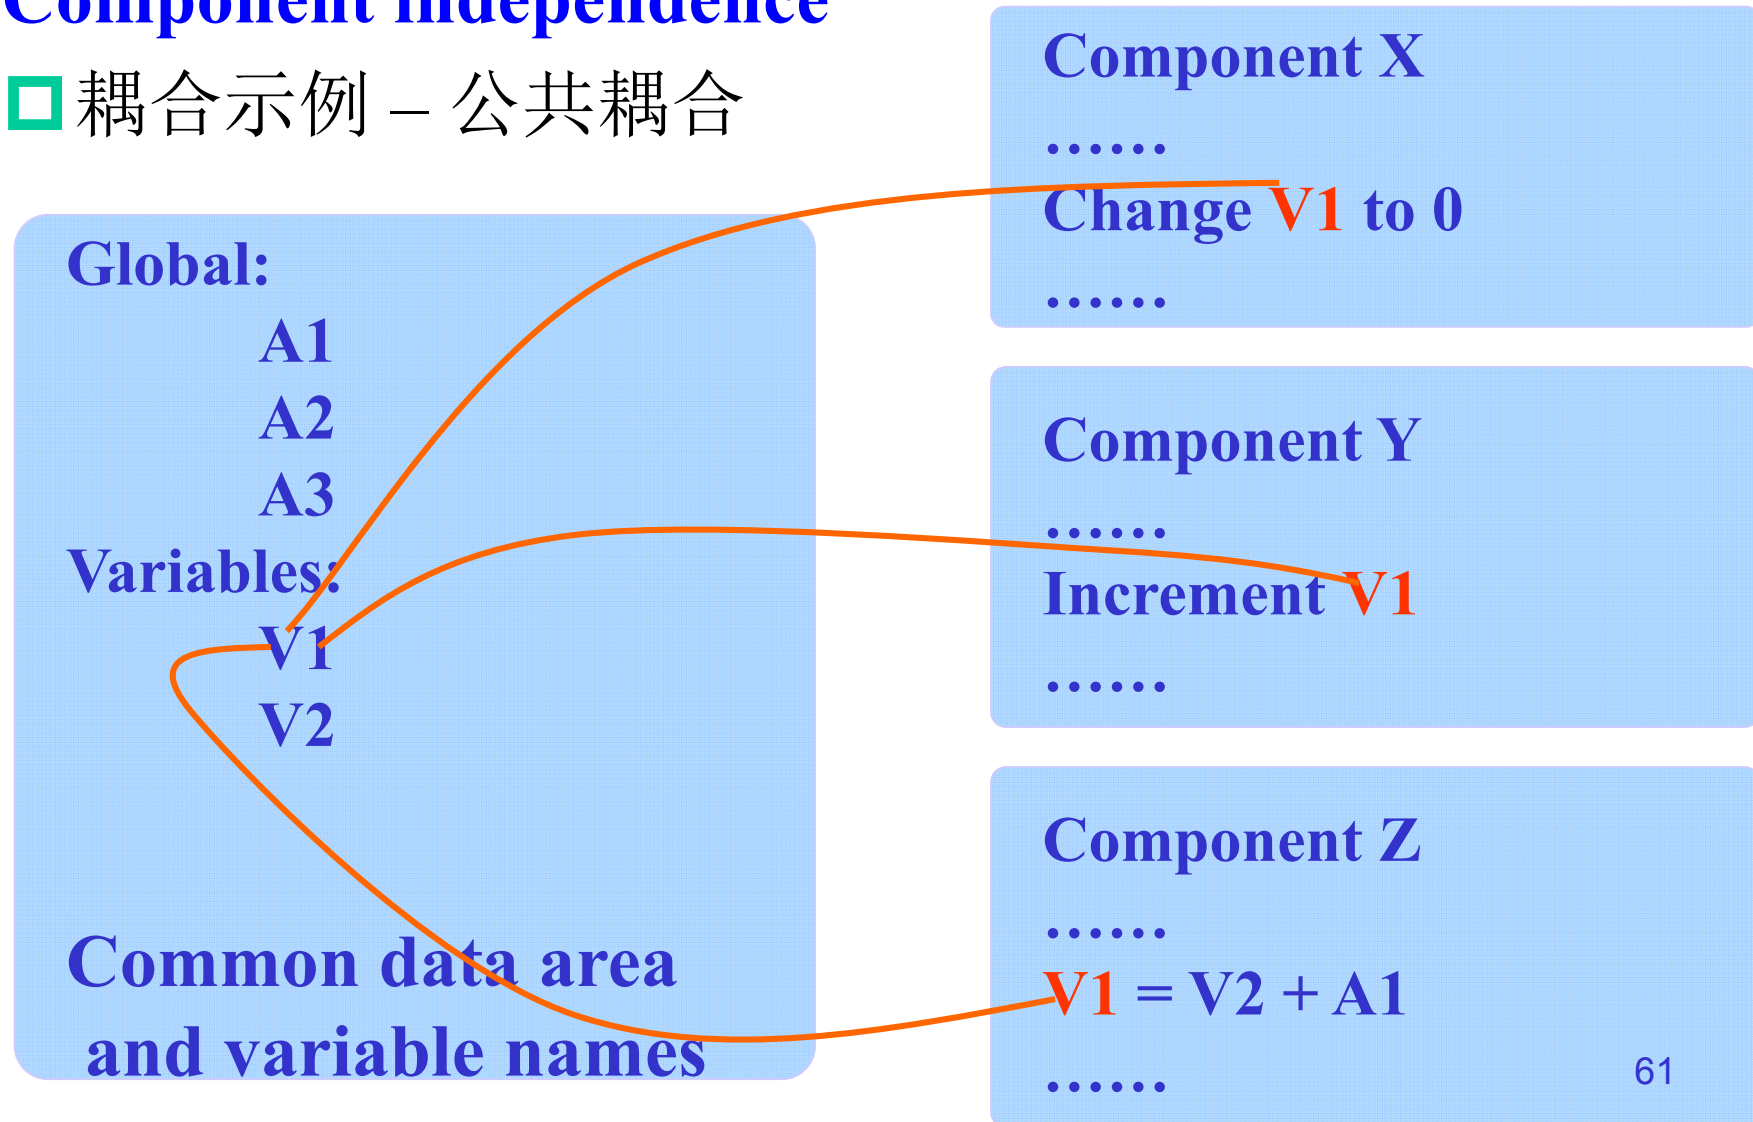 Component independence
耦合示例 – 公共耦合
Global:
A1
A2
A3
Variables:
V1
V2
Common data area
and variable names
Component X
……
Change V1 to 0
……
Component Y
……
Increment V1
……
Component Z
……
V1 = V2 + A1
……
61